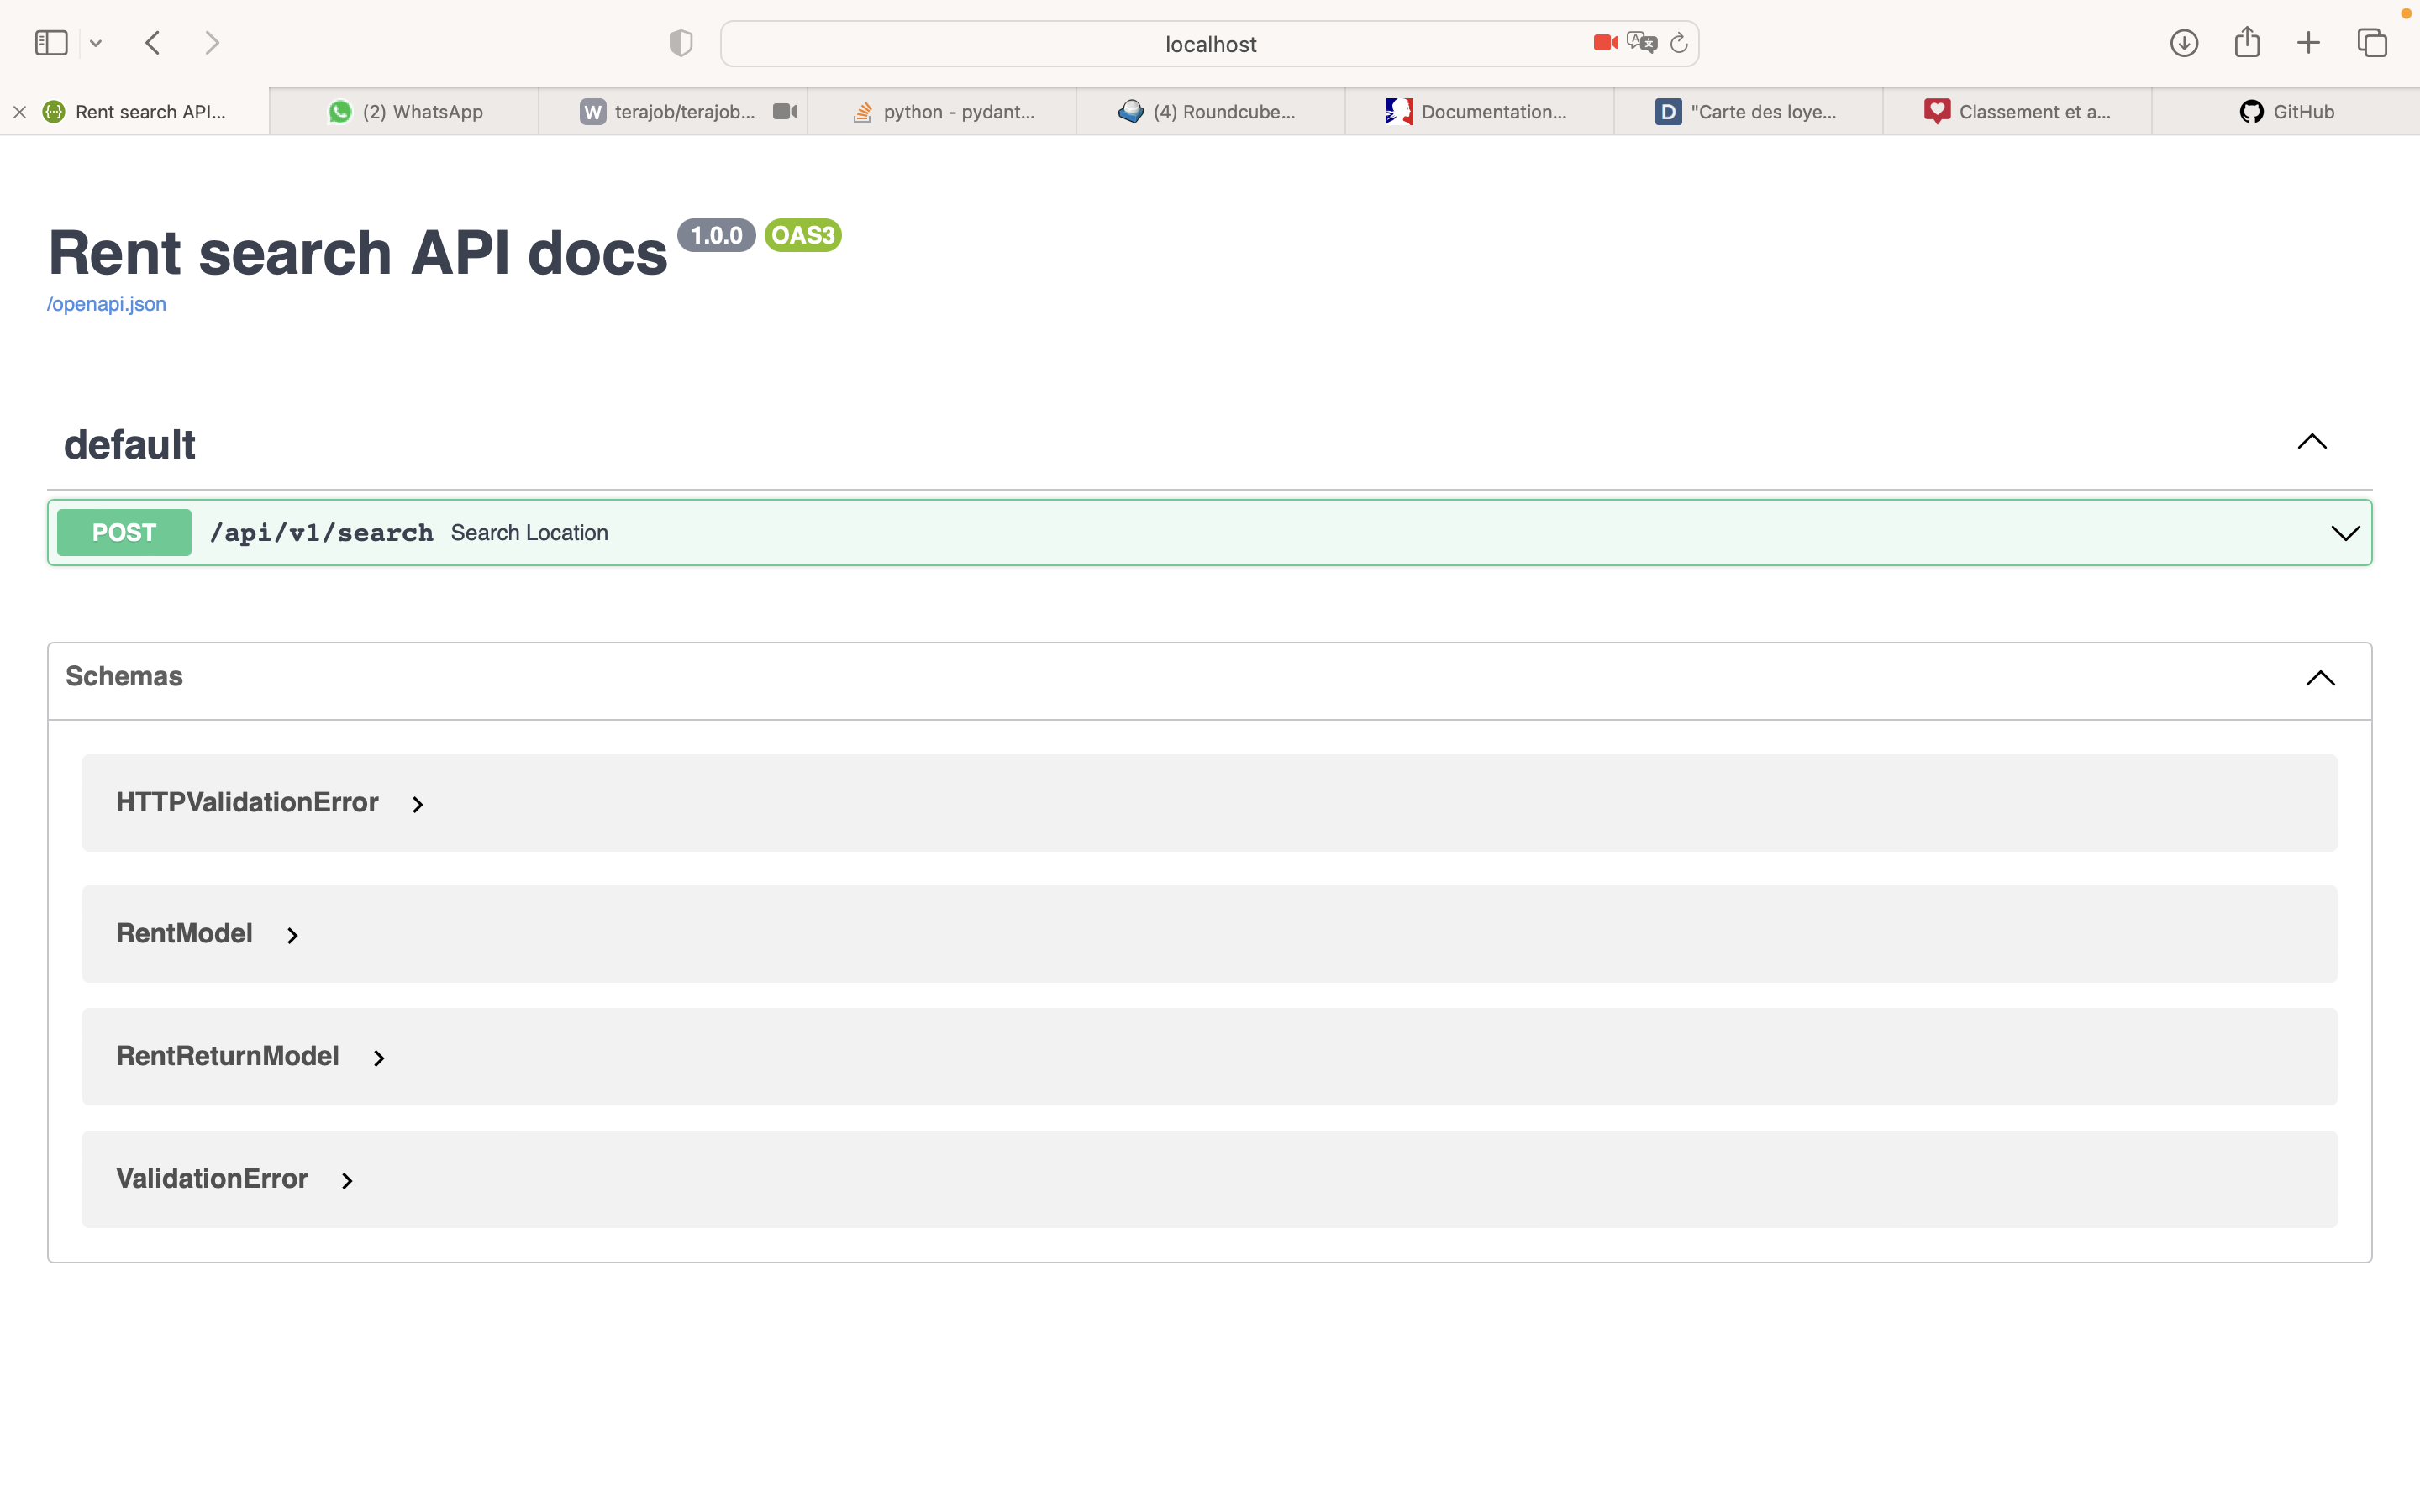 localhost
Rent search API...
(2) WhatsApp
W terajob/terajob...
python - pydant...
(4) Roundcube...
Documentation...
D "Carte des loye...
Classement et a...
GitHub
Rent search API docs 1.0.0 OAS3
/openapi.json
default
POST /api/v1/search Search Location
Schemas
HTTPValidationError
RentModel
RentReturnModel
ValidationError